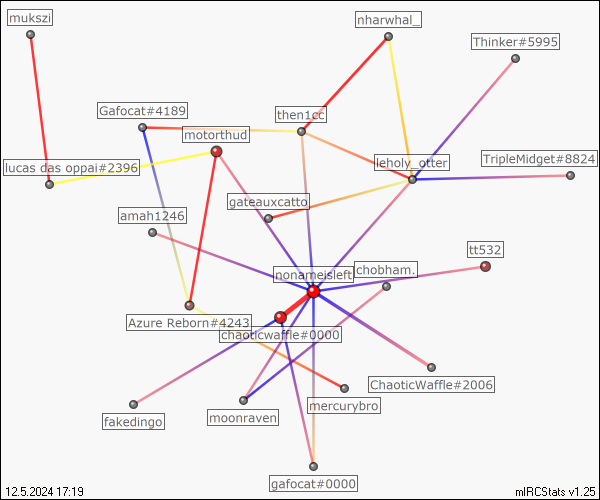 mukszi
nharwhal_
Thinker#5995
Gafocat#4189
then1cc
motorthud
leholy_otter
TripleMidget#8824
lucas das oppai#2396
gateauxcatto
amah1246
tt532
nonameisleft
chobham.
Azure Reborn#4243
chaoticwaffle#0000
ChaoticWaffle#2006
mercurybro
moonraven
fakedingo
gafocat#0000
12.5.2024 17:19
mIRCStats v1.25